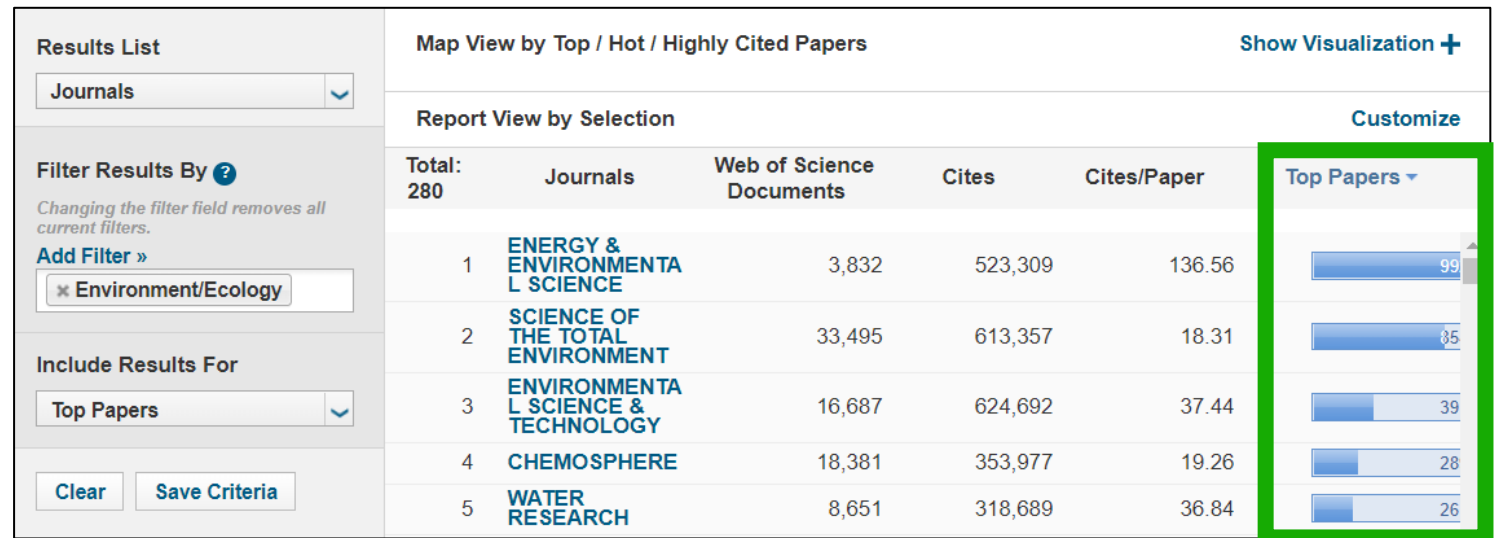 Results List
Journals
Filter Results By ?
Changing the filter field removes all
current filters.
Add Filter »
× Environment/Ecology
Include Results For
Top Papers
Clear Save Criteria
Map View by Top / Hot / Highly Cited Papers Show Visualization +
Report View by Selection Customize
Total:
280
Journals
Web of Science
Documents
Cites
Cites/Paper
Top Papers
1
ENERGY &
ENVIRONMENTA
L SCIENCE
3,832 523,309 136.56
2
SCIENCE OF
THE TOTAL
ENVIRONMENT
33,495 613,357 18.31
3
ENVIRONMENTA
L SCIENCE &
TECHNOLOGY
16,687 624,692 37.44
4 CHEMOSPHERE 18,381 353,977 19.26
5
WATER
RESEARCH
8,651 318,689 36.84